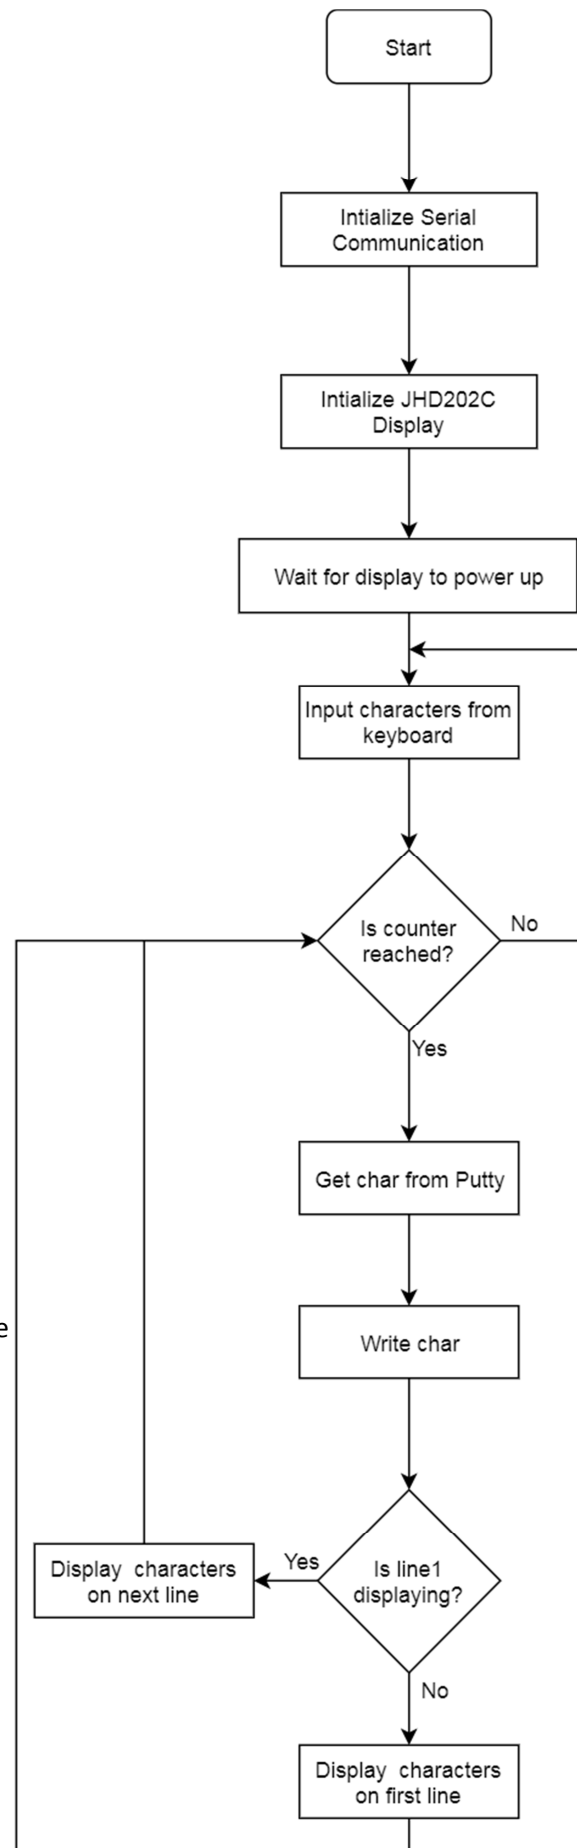 Start
Intialize Serial
Communication
Intialize JHD202C
Display
Wait for display to power up
Input characters from
keyboard
Is counter
reached?
No
Yes
Get char from Putty
e
Write char
Yes
Is line1
displaying?
Display characters
on next line
No
Display characters
on first line